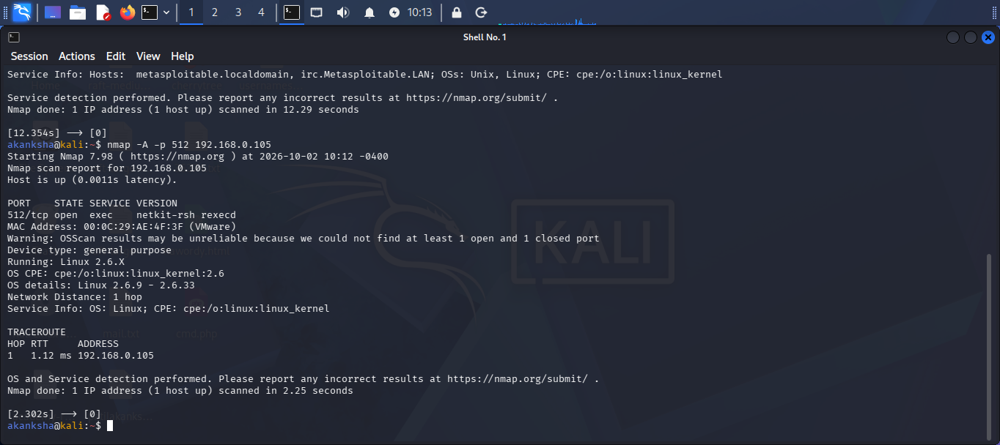 1 2 3 4 10:13
Shell No. 1
Session Actions Edit View Help
Service Info: Hosts:  metasploitable.localdomain, irc.Metasploitable.LAN; OSs: Unix, Linux; CPE: cpe:/o:linux:linux_kernel
Service detection performed. Please report any incorrect results at https://nmap.org/submit/ .
Nmap done: 1 IP address (1 host up) scanned in 12.29 seconds
[12.354s] —> [0]
akanksha@kali:~$ nmap -A -p 512 192.168.0.105
Starting Nmap 7.98 ( https://nmap.org ) at 2026-10-02 10:12 -0400
Nmap scan report for 192.168.0.105
Host is up (0.0011s latency).
PORT    STATE SERVICE VERSION
512/tcp open  exec    netkit-rsh rexecd
MAC Address: 00:0C:29:AE:4F:3F (VMware)
Warning: OSScan results may be unreliable because we could not find at least 1 open and 1 closed port
Device type: general purpose
Running: Linux 2.6.X
OS CPE: cpe:/o:linux:linux_kernel:2.6
OS details: Linux 2.6.9 - 2.6.33
Network Distance: 1 hop
Service Info: OS: Linux; CPE: cpe:/o:linux:linux_kernel
TRACEROUTE
HOP RTT     ADDRESS
1   1.12 ms 192.168.0.105
OS and Service detection performed. Please report any incorrect results at https://nmap.org/submit/ .
Nmap done: 1 IP address (1 host up) scanned in 2.25 seconds
[2.302s] —> [0]
akanksha@kali:~$
KALI
Home
cherrytree
mail.txt
cmd.php